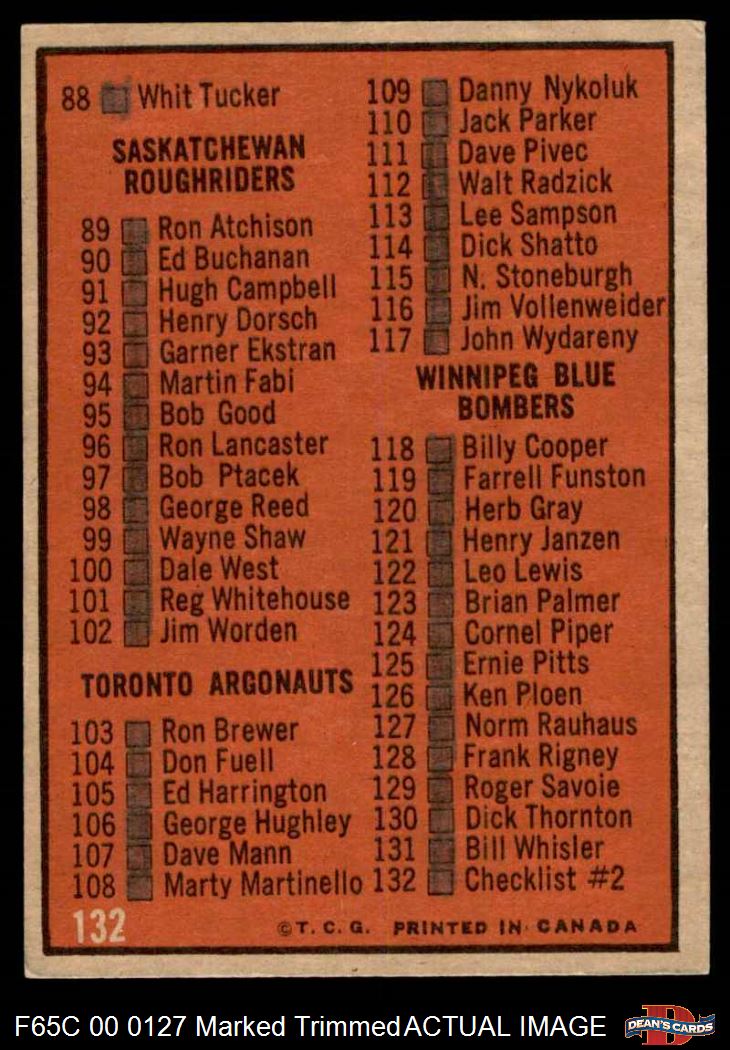 88 Whit Tucker
SASKATCHEWAN
ROUGHRIDERS
89 Ron Atchison
90 Ed Buchanan
91 Hugh Campbell
92 Henry Dorsch
93 Garner Ekstran
94 Martin Fabi
95 Bob Good
96 Ron Lancaster
97 Bob Ptacek
98 George Reed
99 Wayne Shaw
100 Dale West
101 Reg Whitehouse
102 Jim Worden
TORONTO ARGONAUTS
103 Ron Brewer
104 Don Fuell
105 Ed Harrington
106 George Hughley
107 Dave Mann
108 Marty Martinello
109 Danny Nykoluk
110 Jack Parker
111 Dave Pivec
112 Walt Radzick
113 Lee Sampson
114 Dick Shatto
115 N. Stoneburgh
116 Jim Vollenweider
117 John Wydareny
WINNIPEG BLUE
BOMBERS
118 Billy Cooper
119 Farrell Funston
120 Herb Gray
121 Henry Janzen
122 Leo Lewis
123 Brian Palmer
124 Cornel Piper
125 Ernie Pitts
126 Ken Ploen
127 Norm Rauhaus
128 Frank Rigney
129 Roger Savoie
130 Dick Thornton
131 Bill Whisler
132 Checklist #2
132
©T. C. G. PRINTED IN CANADA
F65C 00 0127 Marked Trimmed ACTUAL IMAGE
D
DEAN'S CARDS